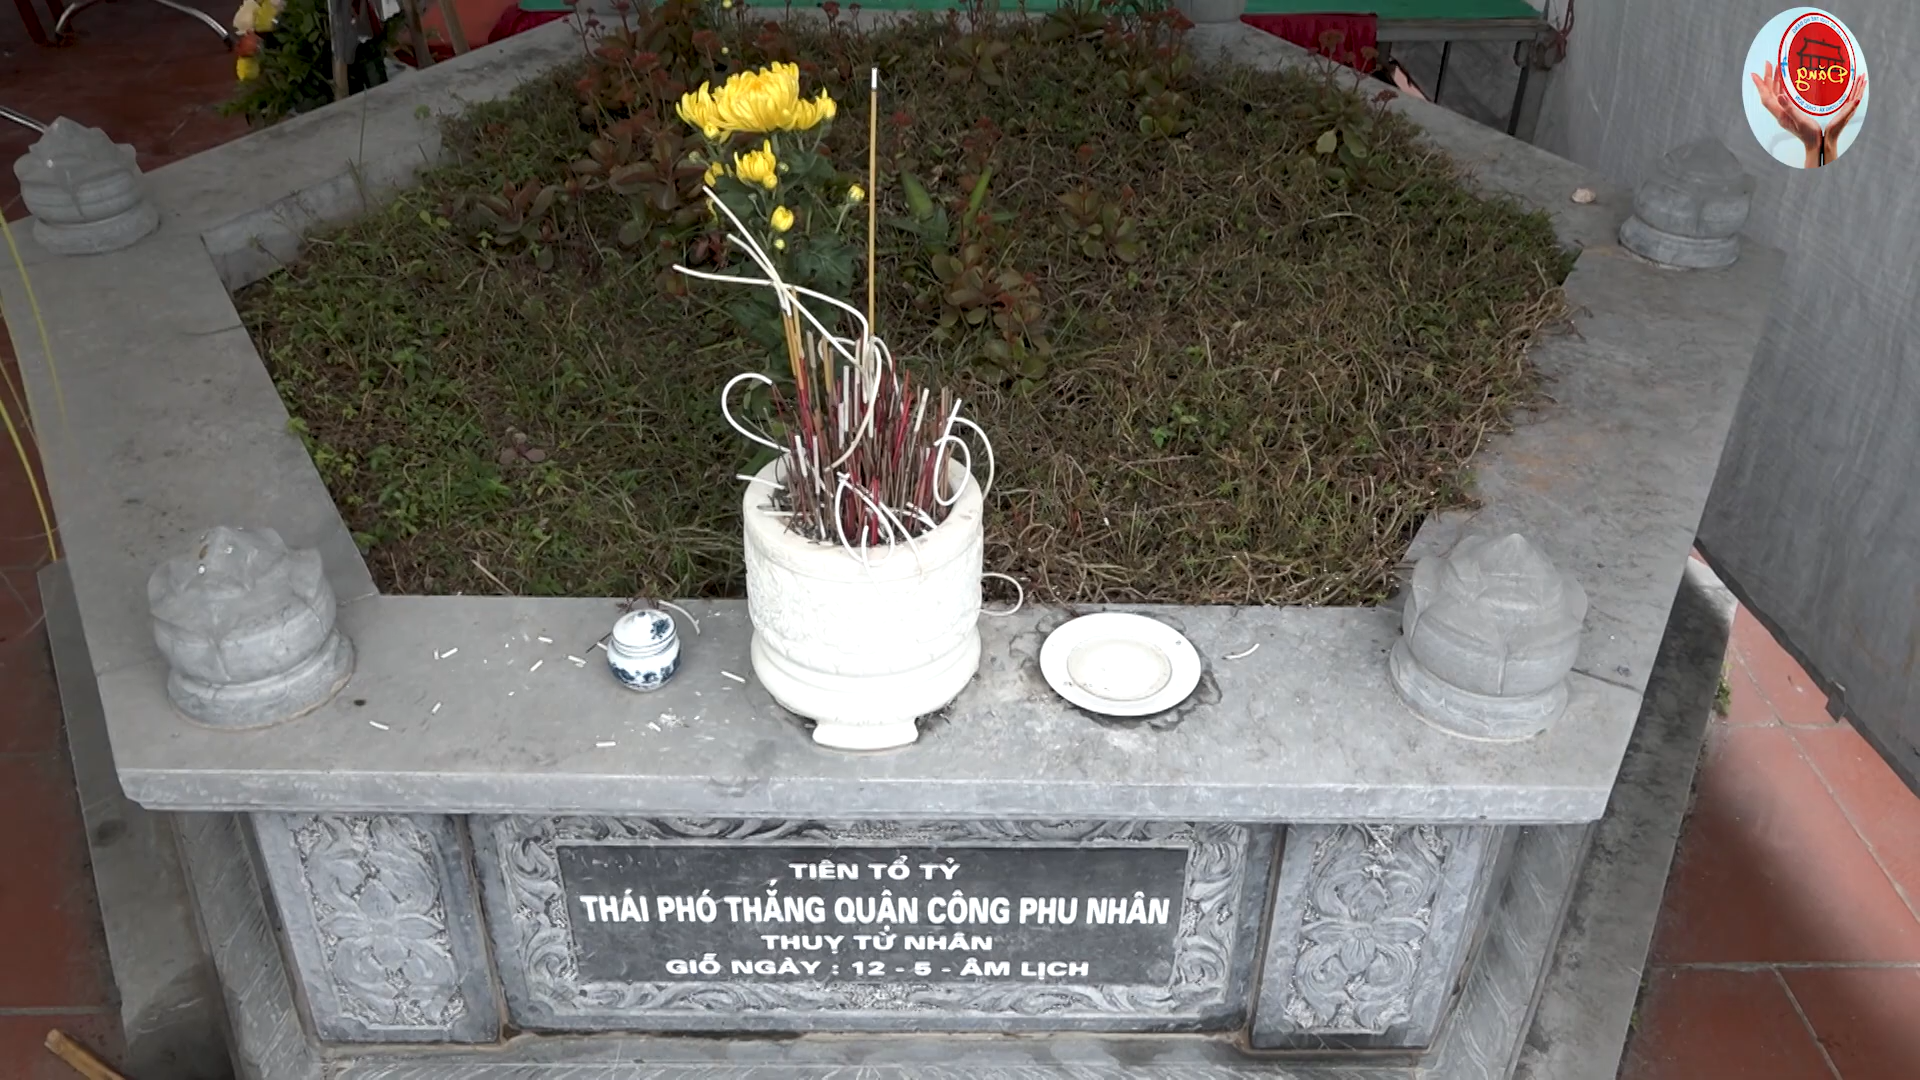 Đặng
TIÊN TỔ TỶ
THÁI PHÓ THẮNG QUẬN CÔNG PHU NHÂN
THUỴ TỪ NHÂN
GIỖ NGÀY : 12 - 5 - ÂM LỊCH